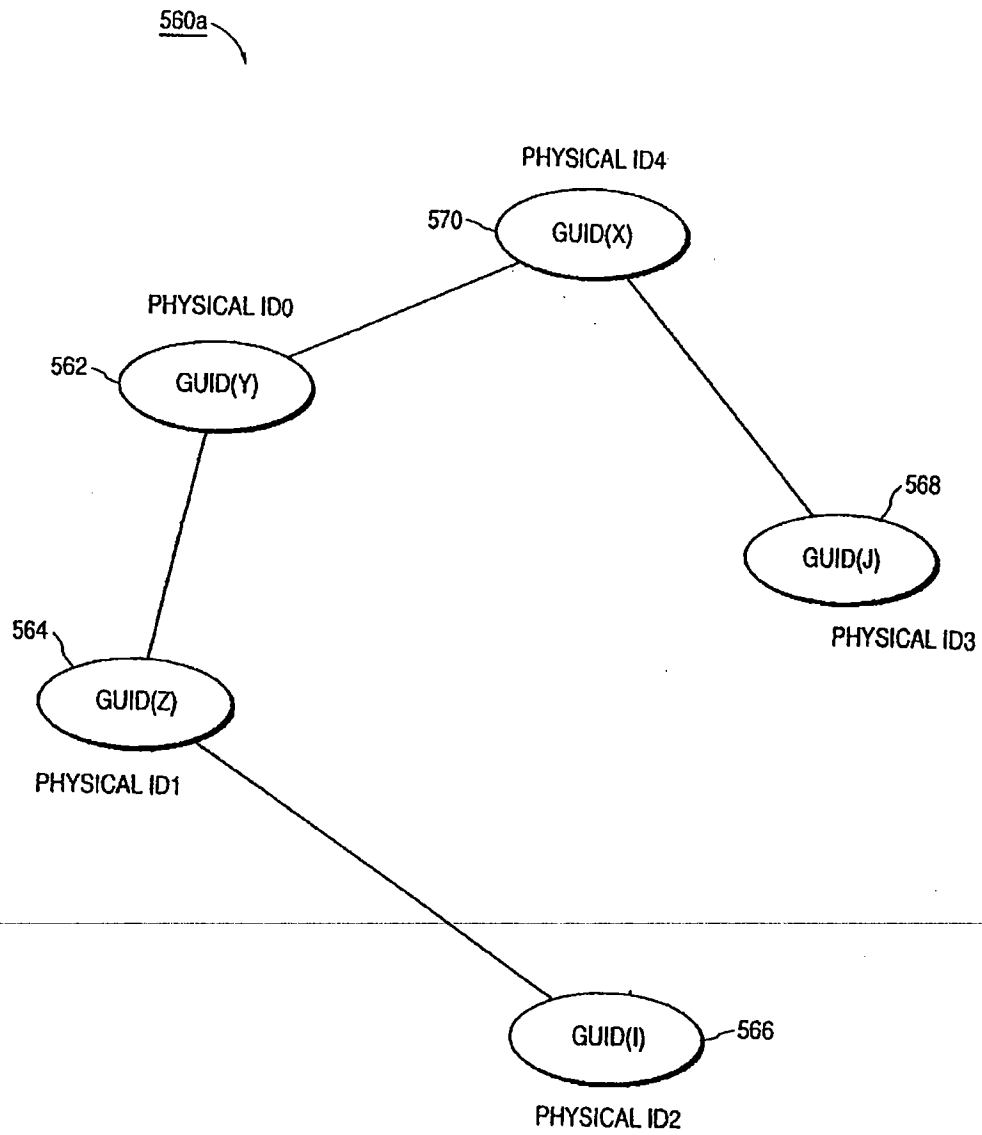 560a
PHYSICAL ID4
570
GUID(X)
PHYSICAL ID0
562
GUID(Y)
568
GUID(J)
PHYSICAL ID3
564
GUID(Z)
PHYSICAL ID1
GUID(I)
566
PHYSICAL ID2